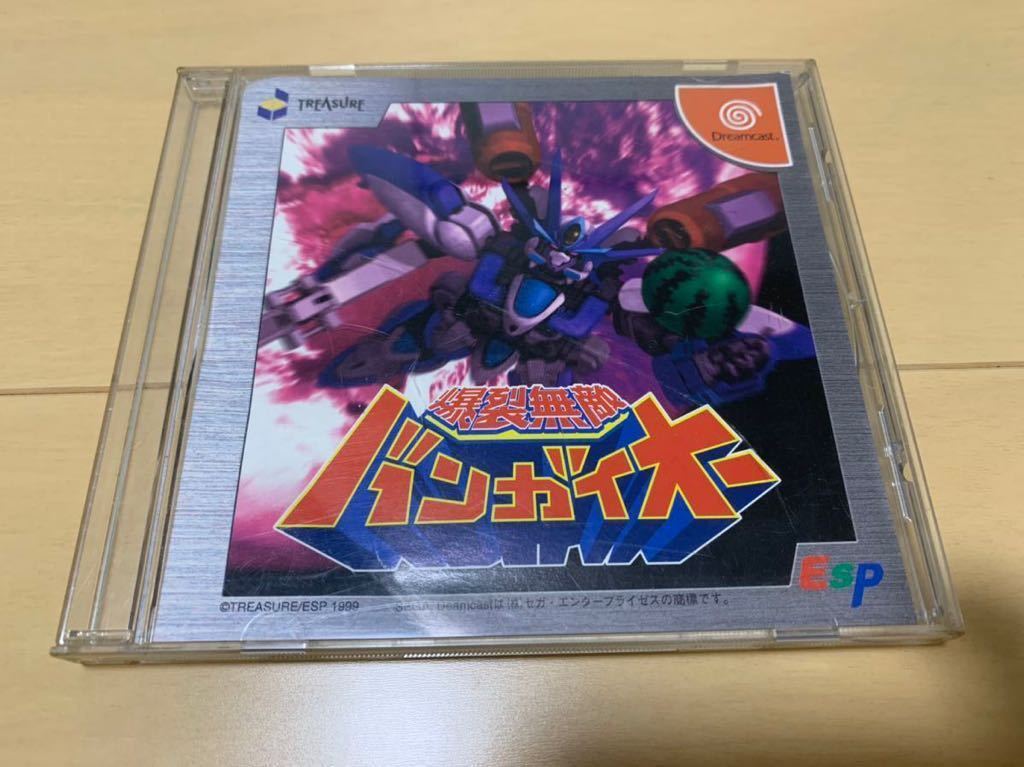 TREASURE
Dreamcast
爆裂無敵
バンガイオー
ESP
©TREASURE/ESP 1999
SEGA, Dreamcastは(株)セガ・エンタープライゼスの商標です。